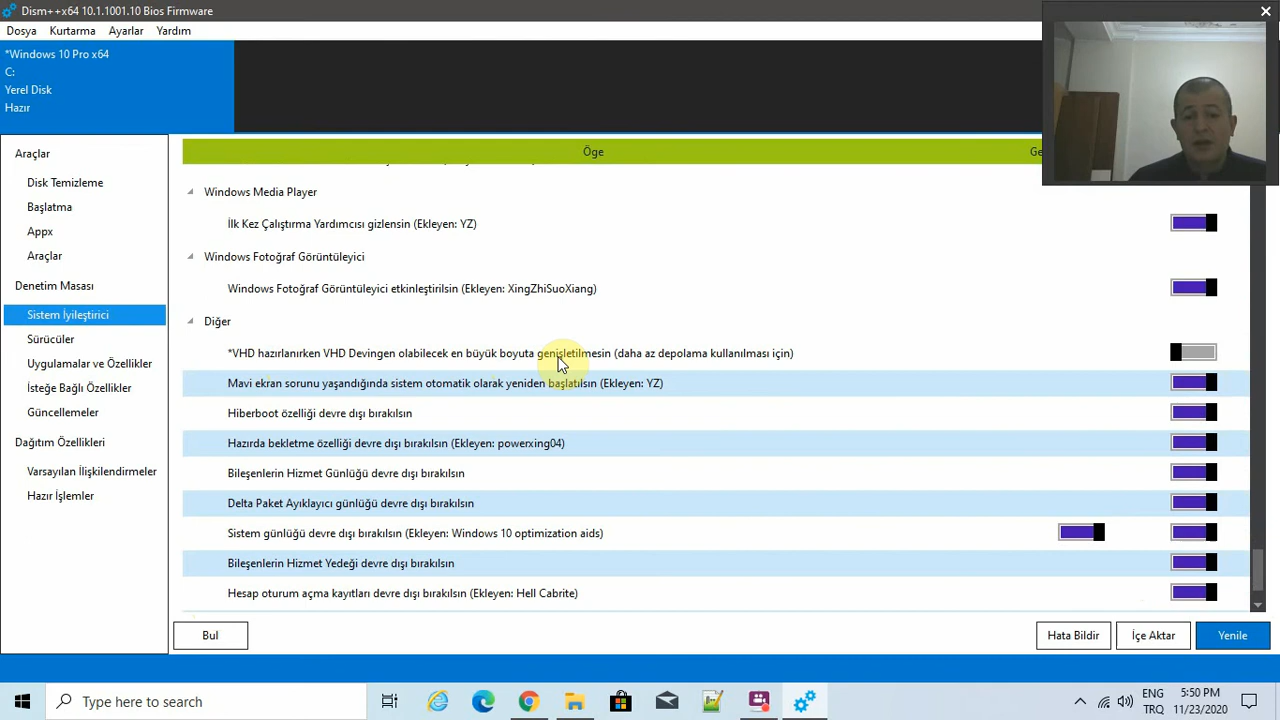 Dism++x64 10.1.1001.10 Bios Firmware
Dosya Kurtarma Ayarlar Yardım
*Windows 10 Pro x64
C:
Yerel Disk
Hazır
Araçlar
Disk Temizleme
Başlatma
Appx
Araçlar
Denetim Masası
Sistem İyileştirici
Sürücüler
Uygulamalar ve Özellikler
İsteğe Bağlı Özellikler
Güncellemeler
Dağıtım Özellikleri
Varsayılan İlişkilendirmeler
Hazır İşlemler
Öge
Windows Media Player
İlk Kez Çalıştırma Yardımcısı gizlensin (Ekleyen: YZ)
Windows Fotoğraf Görüntüleyici
Windows Fotoğraf Görüntüleyici etkinleştirilsin (Ekleyen: XingZhiSuoXiang)
Diğer
*VHD hazırlanırken VHD Devingen olabilecek en büyük boyuta genişletilmesin (daha az depolama kullanılması için)
Mavi ekran sorunu yaşandığında sistem otomatik olarak yeniden başlatılsın (Ekleyen: YZ)
Hiberboot özelliği devre dışı bırakılsın
Hazırda bekletme özelliği devre dışı bırakılsın (Ekleyen: powerxing04)
Bileşenlerin Hizmet Günlüğü devre dışı bırakılsın
Delta Paket Ayıklayıcı günlüğü devre dışı bırakılsın
Sistem günlüğü devre dışı bırakılsın (Ekleyen: Windows 10 optimization aids)
Bileşenlerin Hizmet Yedeği devre dışı bırakılsın
Hesap oturum açma kayıtları devre dışı bırakılsın (Ekleyen: Hell Cabrite)
Bul Hata Bildir İçe Aktar Yenile
Type here to search
ENG 5:50 PM
TRQ 11/23/2020